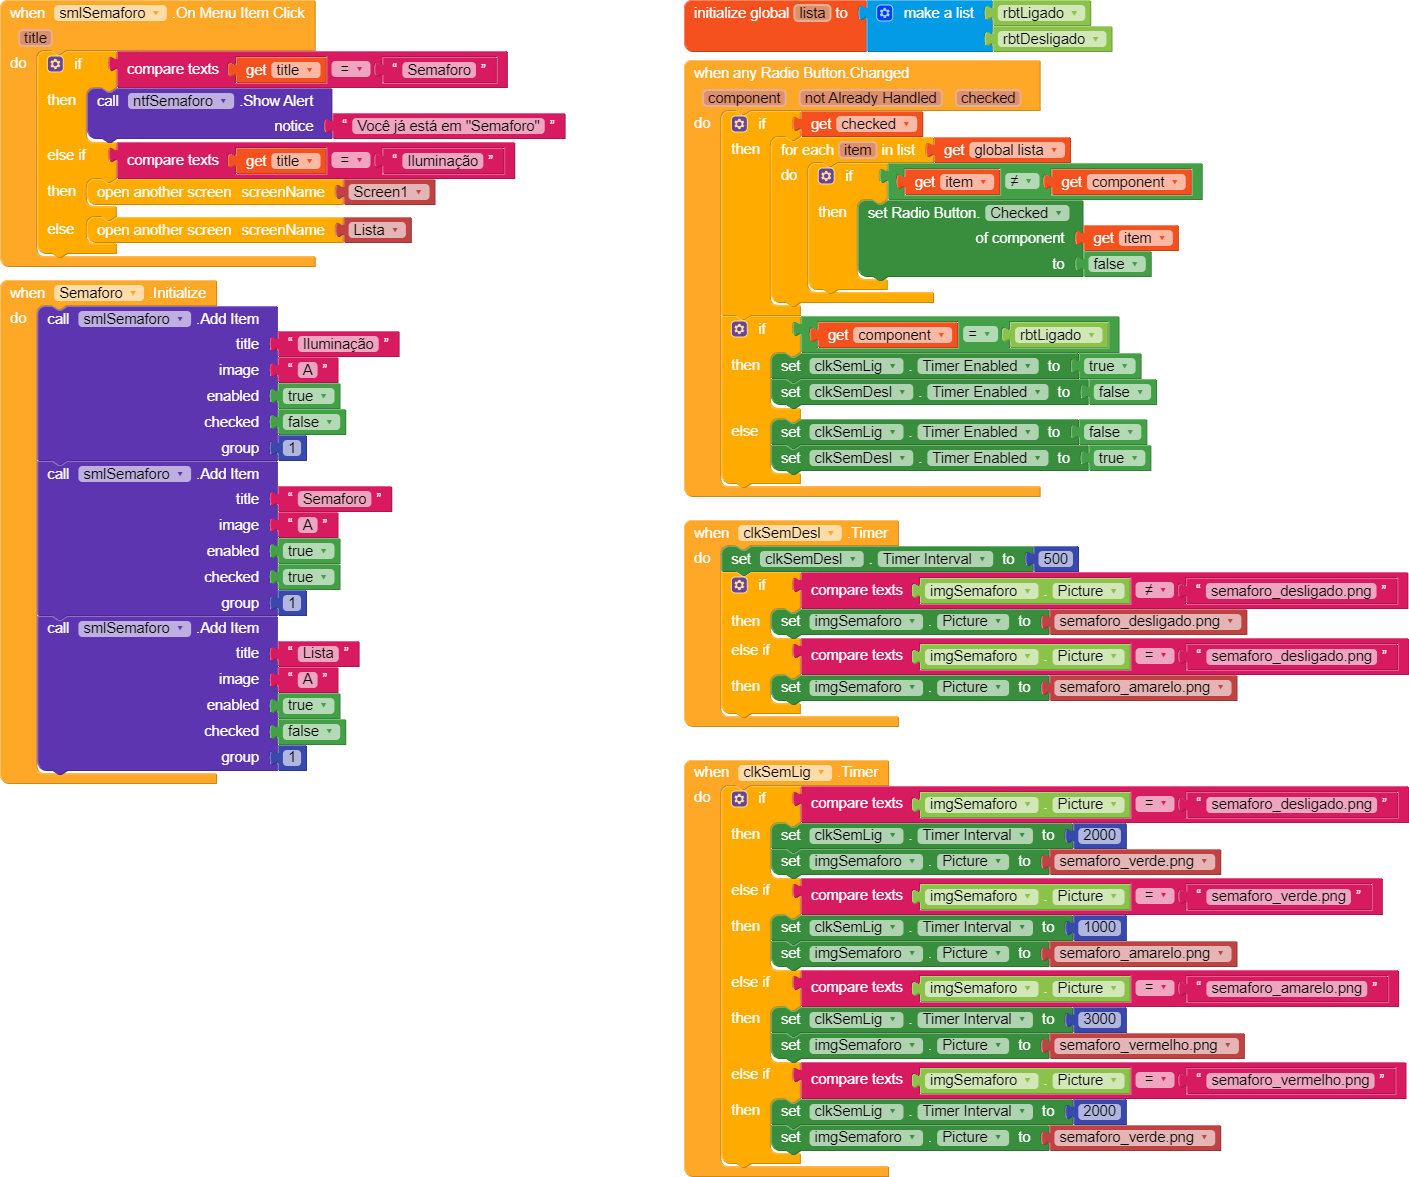 when smlSemaforo .On Menu Item Click
title
do if compare texts get title = " Semaforo "
then call ntfSemaforo .Show Alert
notice " Você já está em "Semaforo" "
else if compare texts get title = " Iluminação "
then open another screen screenName Screen1
else open another screen screenName Lista
when Semaforo .Initialize
do call smlSemaforo .Add Item
title " Iluminação "
image " A "
enabled true
checked false
group 1
call smlSemaforo .Add Item
title " Semaforo "
image " A "
enabled true
checked true
group 1
call smlSemaforo .Add Item
title " Lista "
image " A "
enabled true
checked false
group 1
initialize global lista to make a list rbtLigado
rbtDesligado
when any Radio Button.Changed
component not Already Handled checked
do if get checked
then for each item in list get global lista
do if get item ≠ get component
then set Radio Button. Checked
of component get item
to false
if get component = rbtLigado
then set clkSemLig . Timer Enabled to true
set clkSemDesl . Timer Enabled to false
else set clkSemLig . Timer Enabled to false
set clkSemDesl . Timer Enabled to true
when clkSemDesl .Timer
do set clkSemDesl . Timer Interval to 500
if compare texts imgSemaforo . Picture ≠ " semaforo_desligado.png "
then set imgSemaforo . Picture to semaforo_desligado.png
else if compare texts imgSemaforo . Picture = " semaforo_desligado.png "
then set imgSemaforo . Picture to semaforo_amarelo.png
when clkSemLig .Timer
do if compare texts imgSemaforo . Picture = " semaforo_desligado.png "
then set clkSemLig . Timer Interval to 2000
set imgSemaforo . Picture to semaforo_verde.png
else if compare texts imgSemaforo . Picture = " semaforo_verde.png "
then set clkSemLig . Timer Interval to 1000
set imgSemaforo . Picture to semaforo_amarelo.png
else if compare texts imgSemaforo . Picture = " semaforo_amarelo.png "
then set clkSemLig . Timer Interval to 3000
set imgSemaforo . Picture to semaforo_vermelho.png
else if compare texts imgSemaforo . Picture = " semaforo_vermelho.png "
then set clkSemLig . Timer Interval to 2000
set imgSemaforo . Picture to semaforo_verde.png